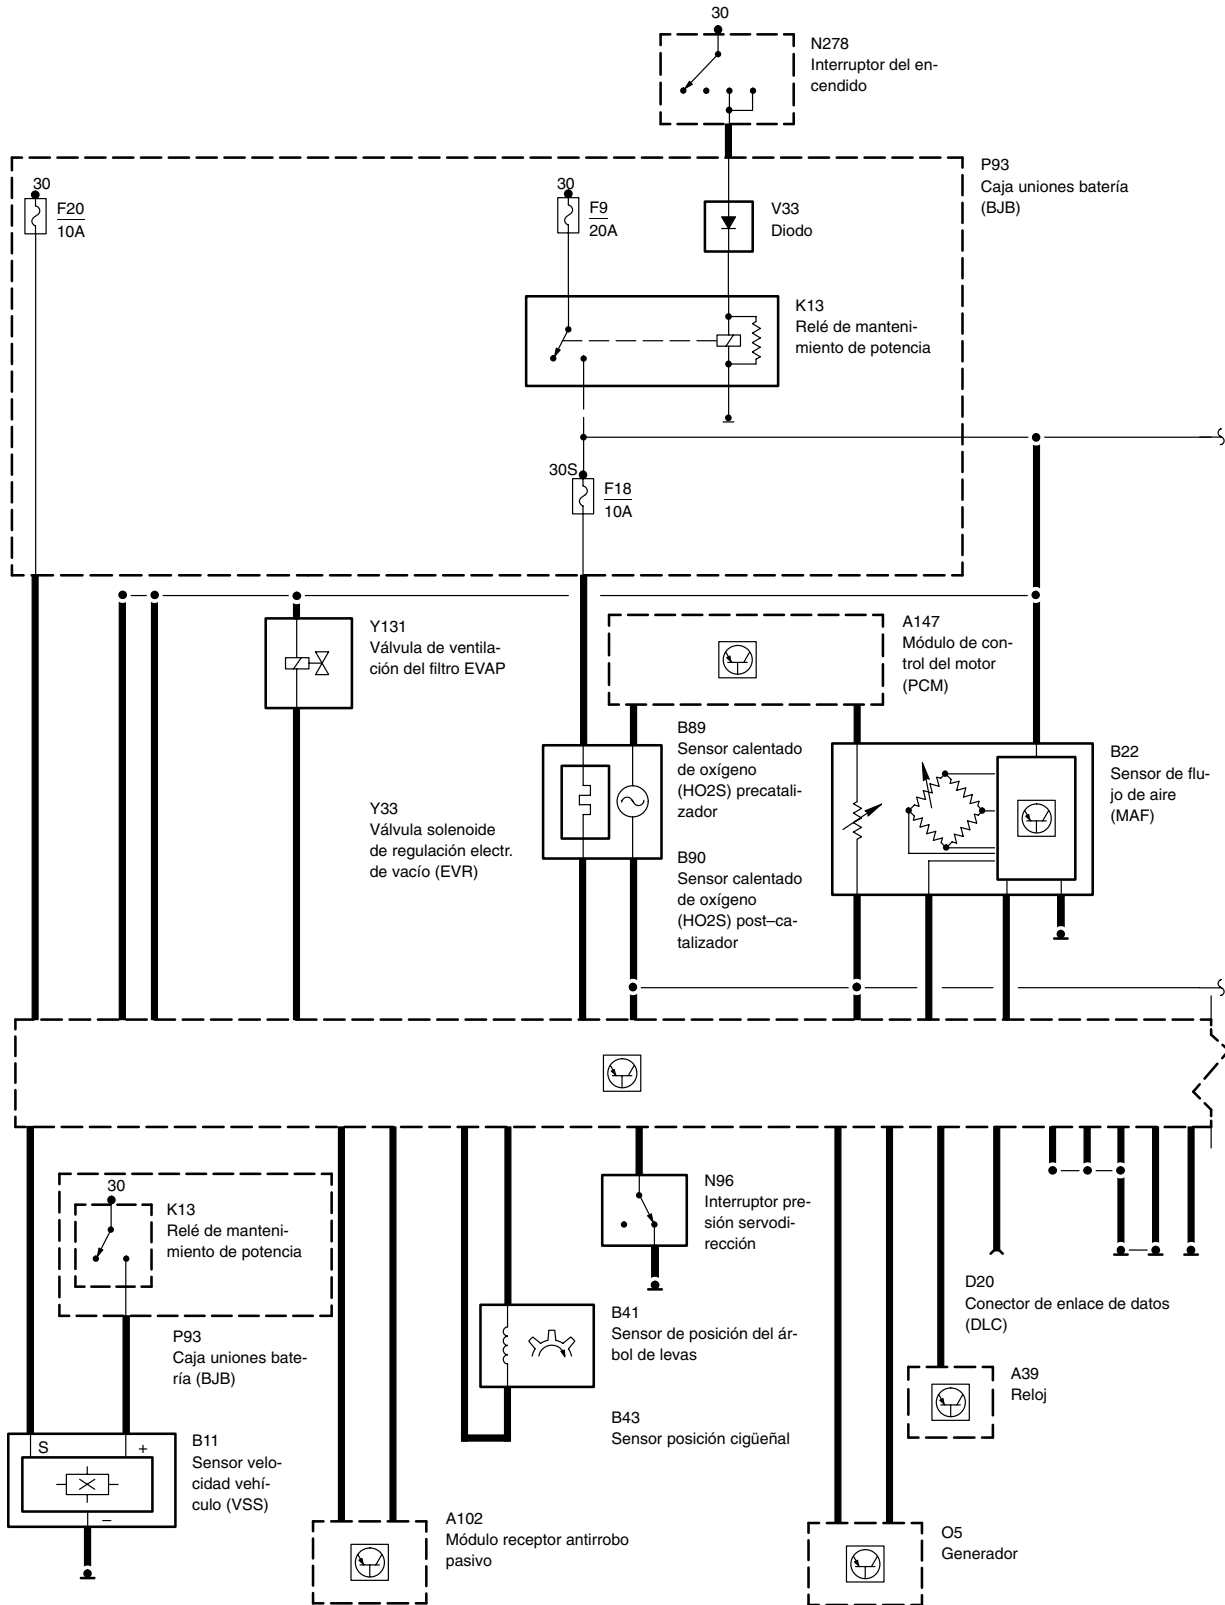 30
N278
Interruptor del en-
cendido
P93
Caja uniones batería
(BJB)
30
F20
10A
30
F9
20A
V33
Diodo
K13
Relé de manteni-
miento de potencia
30S
F18
10A
Y131
Válvula de ventila-
ción del filtro EVAP
A147
Módulo de con-
trol del motor
(PCM)
B89
Sensor calentado
de oxígeno
(HO2S) precatali-
zador
B22
Sensor de flu-
jo de aire
(MAF)
Y33
Válvula solenoide
de regulación electr.
de vacío (EVR)
B90
Sensor calentado
de oxígeno
(HO2S) post–ca-
talizador
30
K13
Relé de manteni-
miento de potencia
N96
Interruptor pre-
sión servodi-
rección
D20
Conector de enlace de datos
(DLC)
P93
Caja uniones bate-
ría (BJB)
B41
Sensor de posición del ár-
bol de levas
A39
Reloj
B43
Sensor posición cigüeñal
S
+
–
B11
Sensor velo-
cidad vehí-
culo (VSS)
A102
Módulo receptor antirrobo
pasivo
O5
Generador